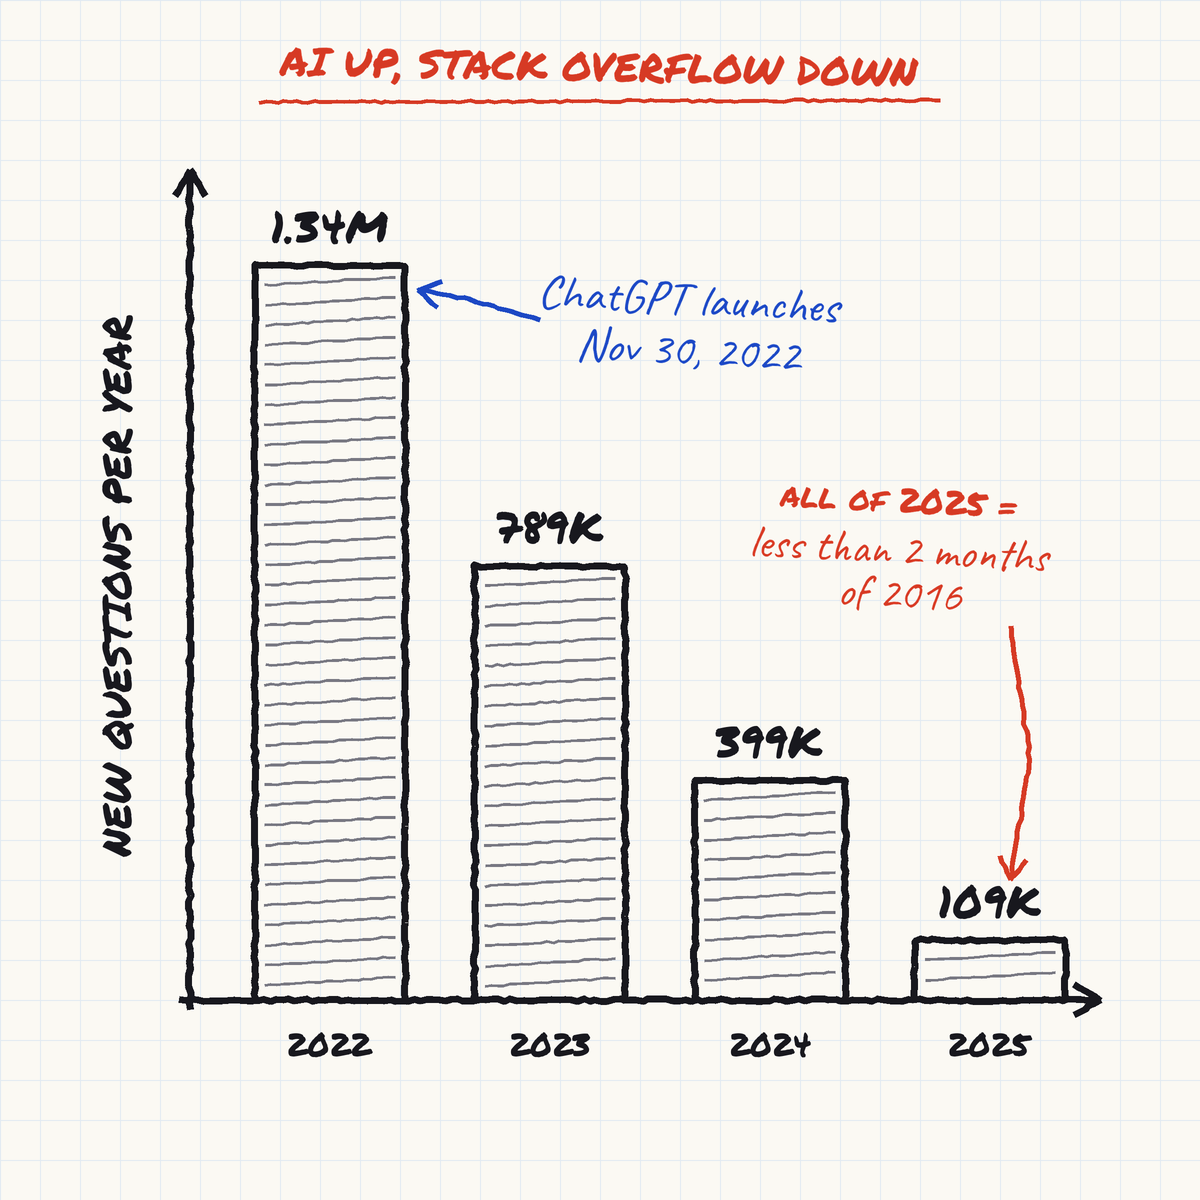 AI UP, STACK OVERFLOW DOWN
NEW QUESTIONS PER YEAR
1.34M
ChatGPT launches
Nov 30, 2022
789K
ALL OF 2025 =
less than 2 months
of 2016
399K
109K
2022
2023
2024
2025